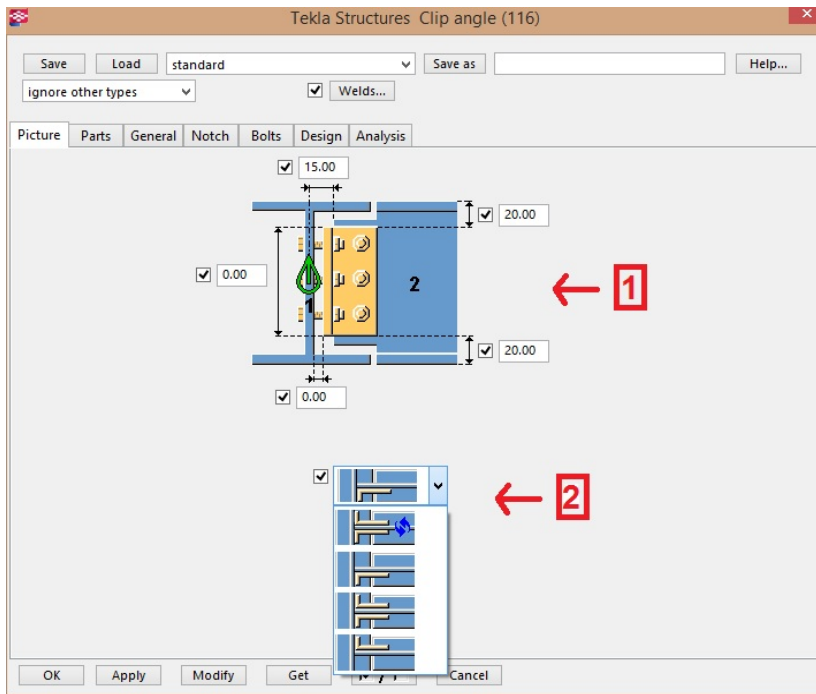 Tekla Structures Clip angle (116)
Save Load standard Save as Help...
ignore other types Welds...
Picture Parts General Notch Bolts Design Analysis
15.00
20.00
0.00
1
2
1
20.00
0.00
2
OK Apply Modify Get Cancel